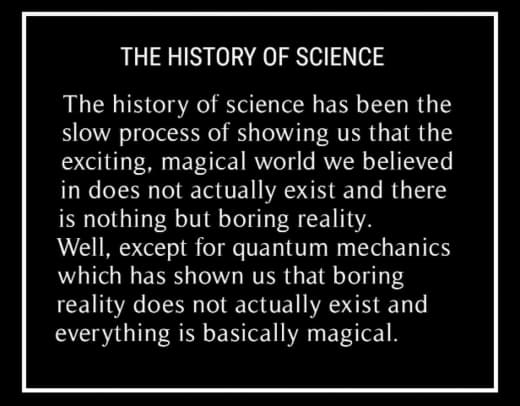 THE HISTORY OF SCIENCE
The history of science has been the
slow process of showing us that the
exciting, magical world we believed
in does not actually exist and there
is nothing but boring reality.
Well, except for quantum mechanics
which has shown us that boring
reality does not actually exist and
everything is basically magical.